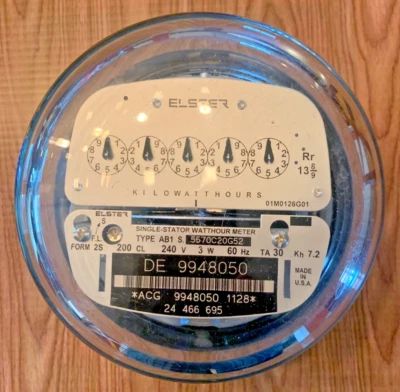 ELSTER
Rr
13 8/9
KILOWATTHOURS
01M0126G01
ELSTER
SINGLE-STATOR WATTHOUR METER
TYPE AB1 S 5570C20G52
FORM 2S 200 CL 240 V 3 W 60 Hz TA 30 Kh 7.2
DE 9948050
MADE IN
U.S.A.
*ACG 9948050 1128*
24 466 695